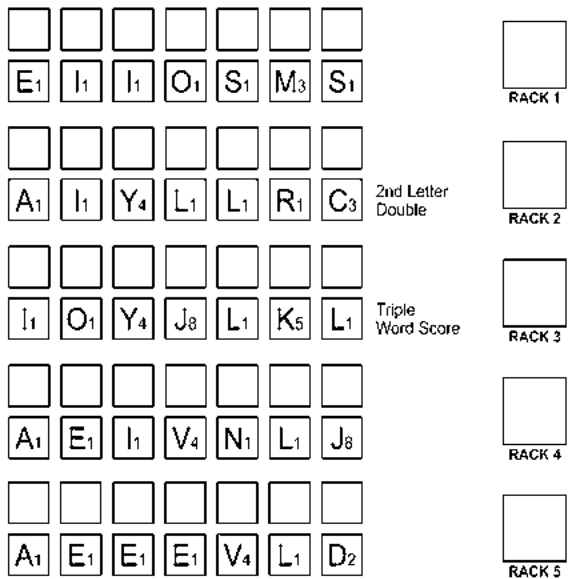 E1 I1 I1 O1 S1 M3 S1
RACK 1
A1 I1 Y4 L1 L1 R1 C3
2nd Letter
Double
RACK 2
I1 O1 Y4 J8 L1 K5 L1
Triple
Word Score
RACK 3
A1 E1 I1 V4 N1 L1 J8
RACK 4
A1 E1 E1 E1 V4 L1 D2
RACK 5